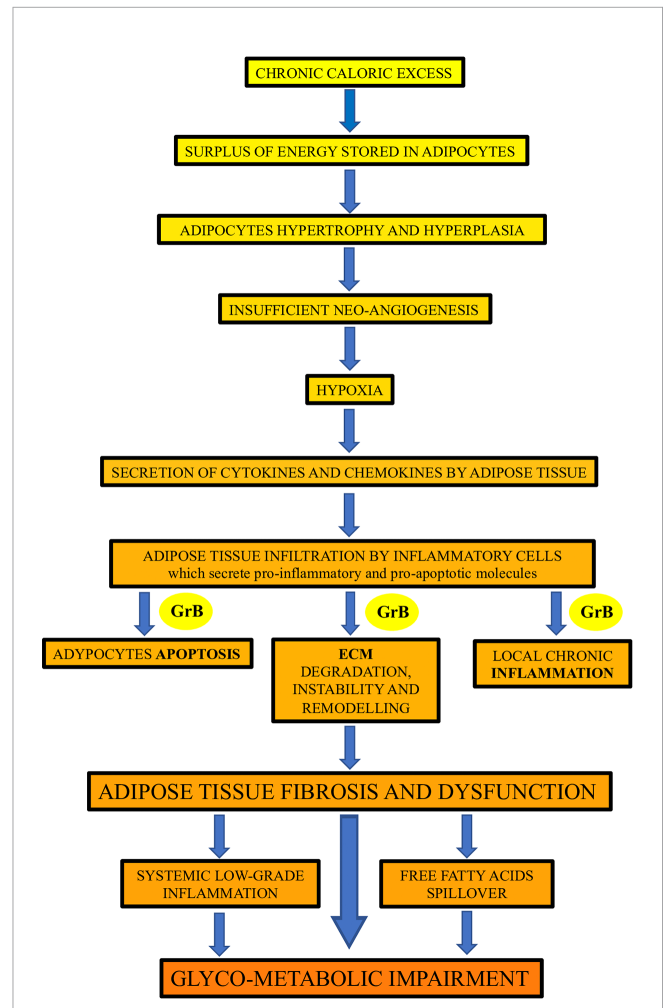 CHRONIC CALORIC EXCESS
SURPLUS OF ENERGY STORED IN ADIPOCYTES
ADIPOCYTES HYPERTROPHY AND HYPERPLASIA
INSUFFICIENT NEO-ANGIOGENESIS
HYPOXIA
SECRETION OF CYTOKINES AND CHEMOKINES BY ADIPOSE TISSUE
ADIPOSE TISSUE INFILTRATION BY INFLAMMATORY CELLS
which secrete pro-inflammatory and pro-apoptotic molecules
GrB
GrB
GrB
ADYPOCYTES APOPTOSIS
ECM
DEGRADATION,
INSTABILITY AND
REMODELLING
LOCAL CHRONIC
INFLAMMATION
ADIPOSE TISSUE FIBROSIS AND DYSFUNCTION
SYSTEMIC LOW-GRADE
INFLAMMATION
FREE FATTY ACIDS
SPILLOVER
GLYCO-METABOLIC IMPAIRMENT